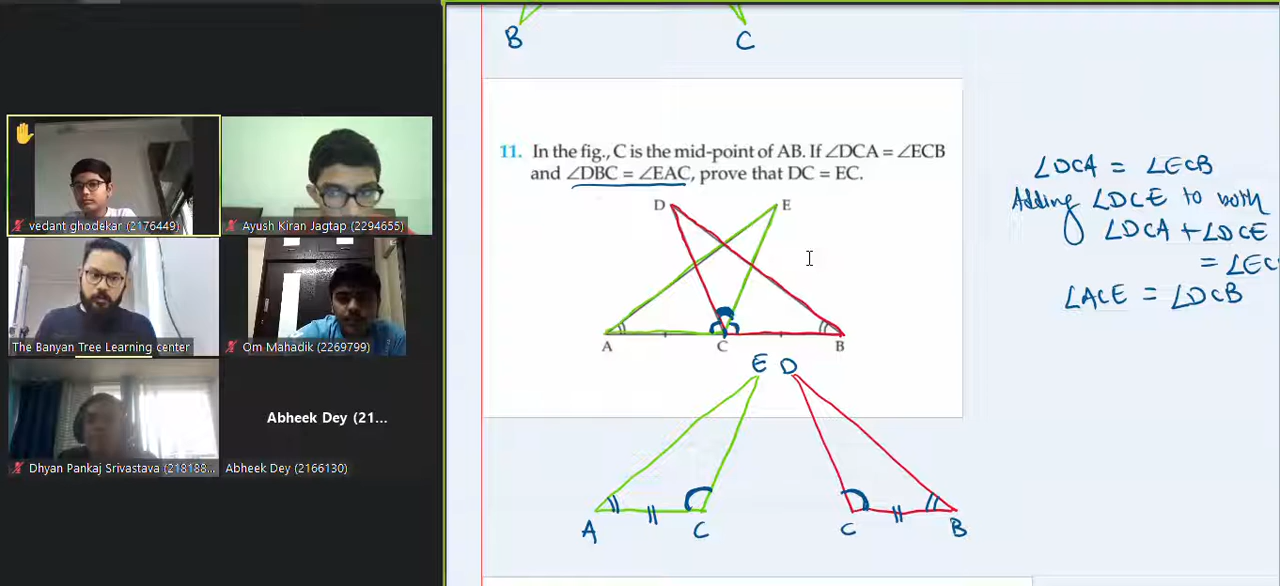 vedant ghodekar (2176449)
Ayush Kiran Jagtap (2294655)
The Banyan Tree Learning center
Om Mahadik (2269799)
Dhyan Pankaj Srivastava (218188...
Abheek Dey (21...
Abheek Dey (2166130)
B
C
11. In the fig., C is the mid-point of AB. If ∠DCA = ∠ECB
and ∠DBC = ∠EAC, prove that DC = EC.
D
E
A
C
B
E D
A
C
C
B
∠DCA = ∠ECB
Adding ∠DCE to both
∠DCA + ∠DCE
= ∠EC
∠ACE = ∠DCB